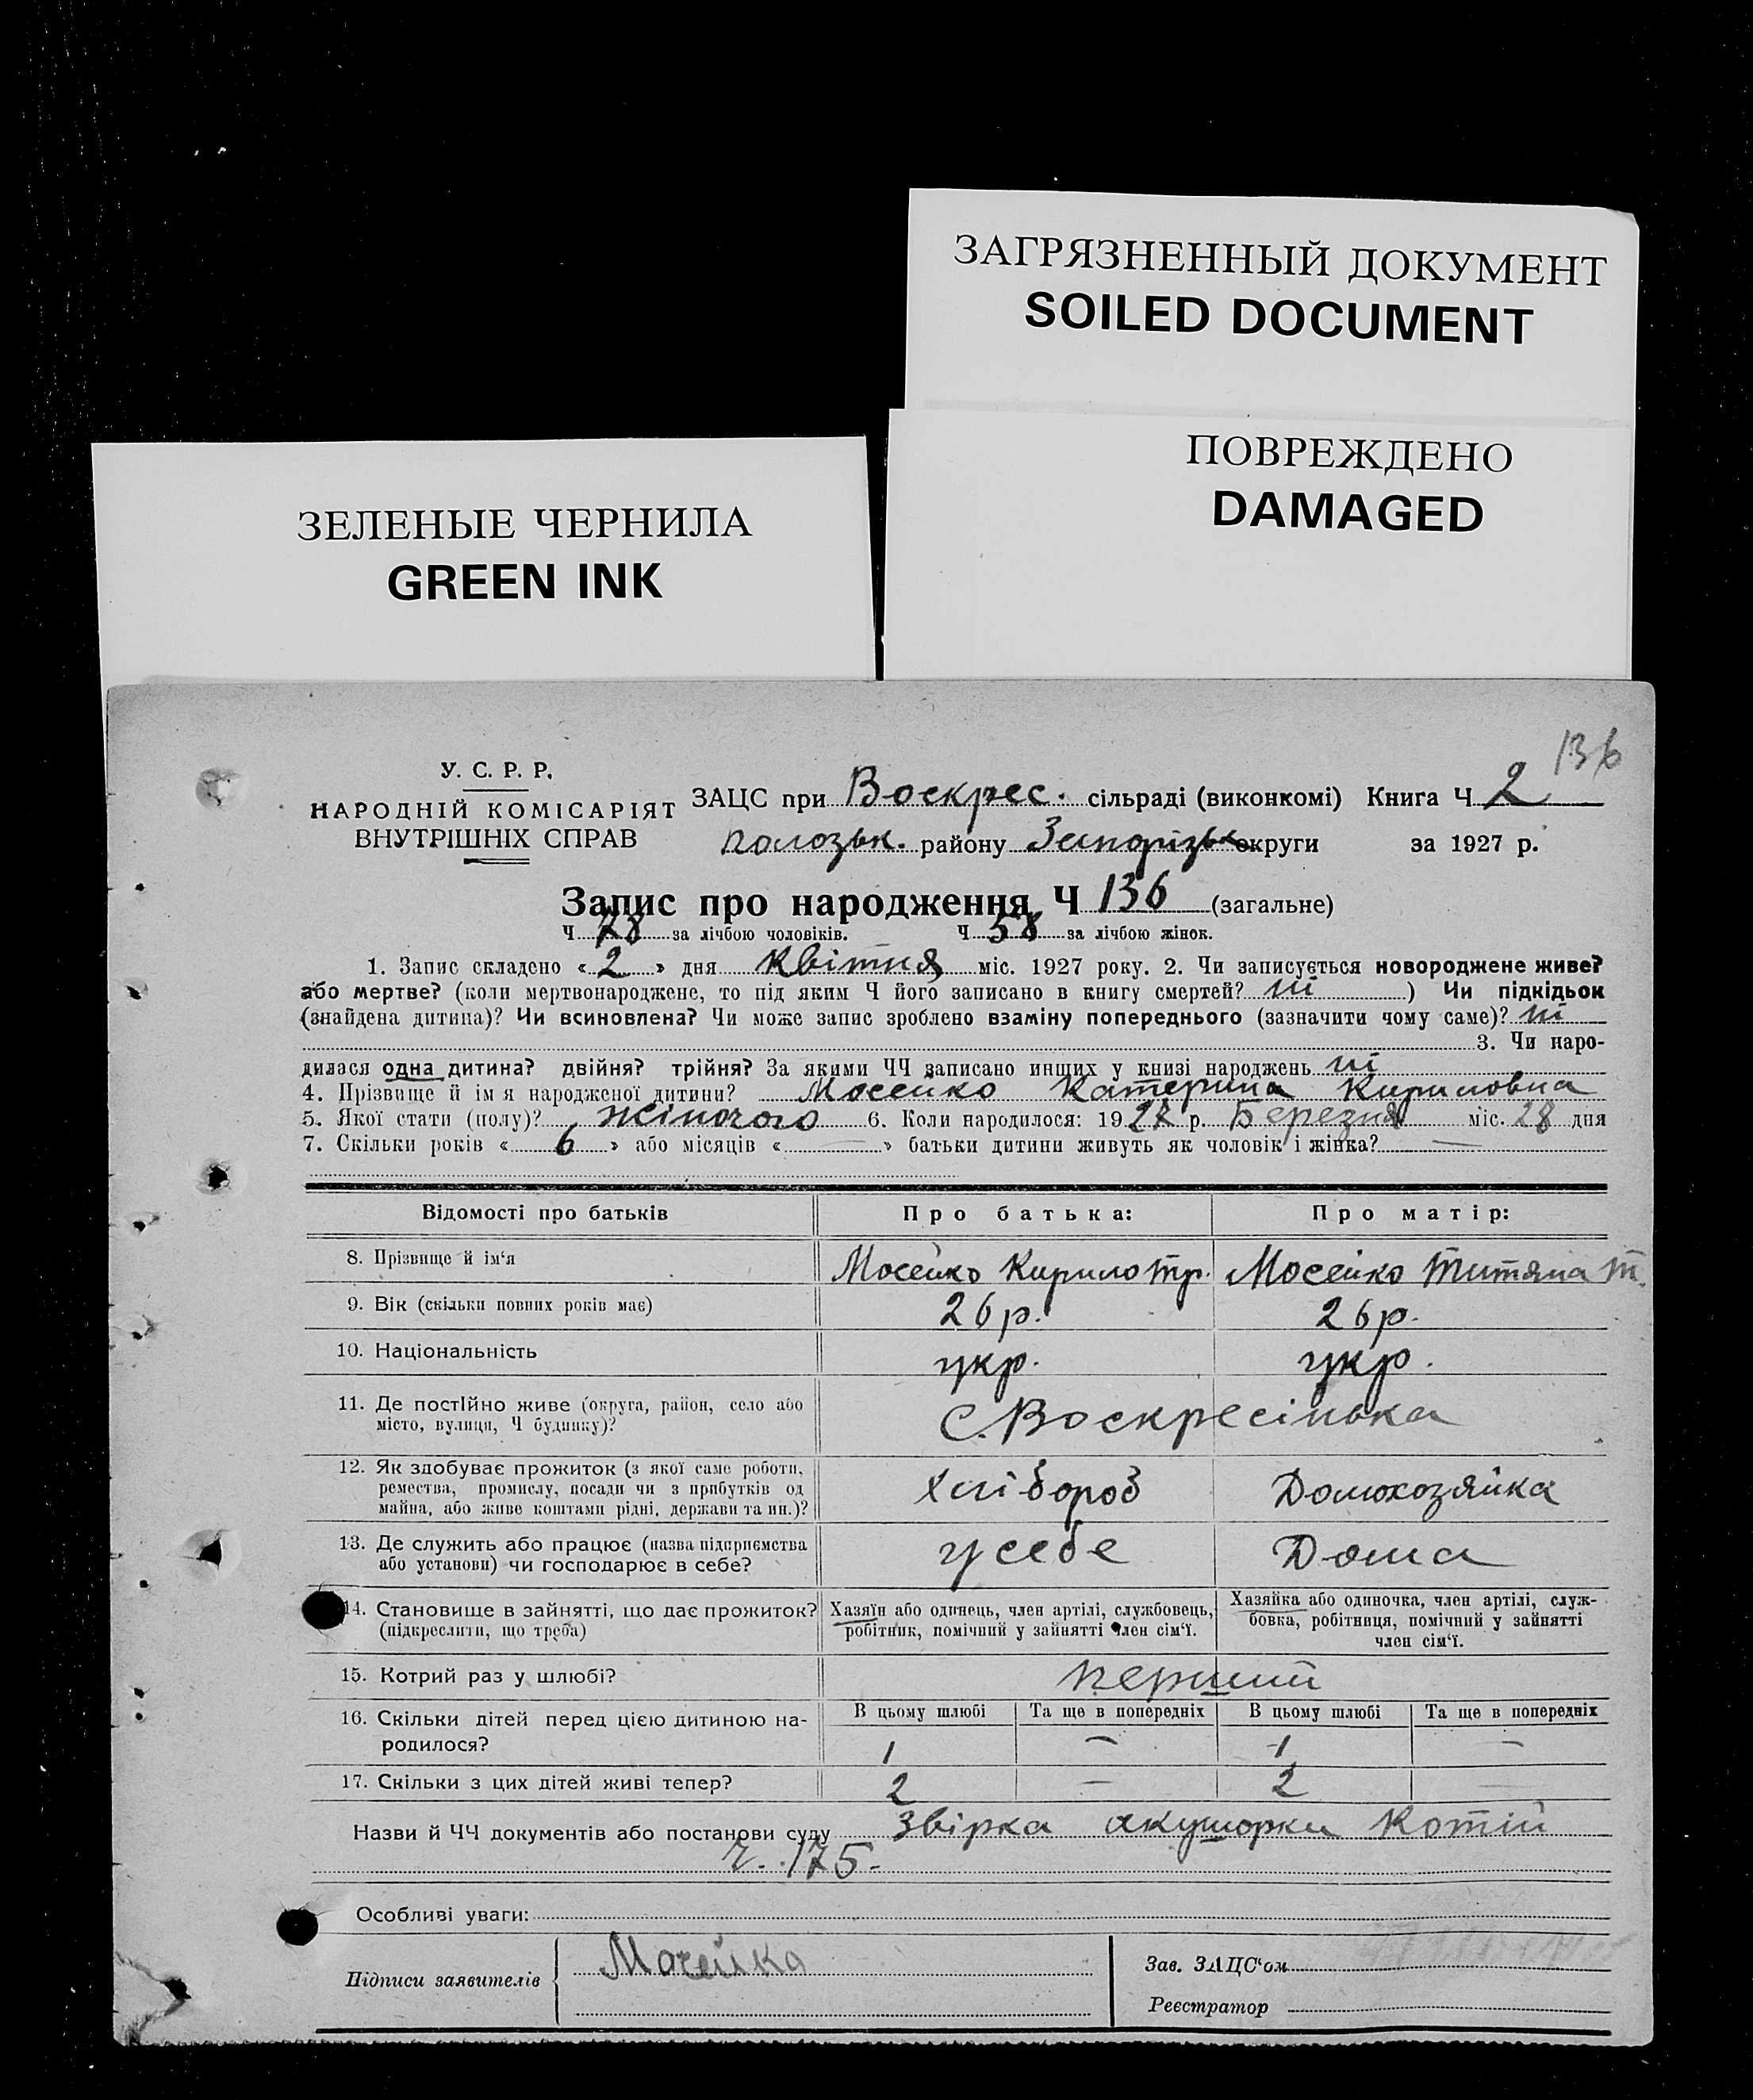 ЗАГРЯЗНЕННЫЙ ДОКУМЕНТ
SOILED DOCUMENT
ПОВРЕЖДЕНО
DAMAGED
ЗЕЛЕНЫЕ ЧЕРНИЛА
GREEN INK
136
У. С. Р. Р.
НАРОДНІЙ КОМІСАРІЯТ
ВНУТРІШНІХ СПРАВ
ЗАЦС при Воскрес. сільраді (виконкомі) Книга Ч 2
району Запорізьк округи за 1927 р.
Запис про народження Ч 136 (загальне)
Ч 78 за лічбою чоловіків. Ч 58 за лічбою жінок.
1. Запис складено « 2 » дня Квітня міс. 1927 року. 2. Чи записується новороджене живе?
або мертве? (коли мертвонароджене, то під яким Ч його записано в книгу смертей? ні ) Чи підкідьок
(знайдена дитина)? Чи всиновлена? Чи може запис зроблено взаміну попереднього (зазначити чому саме)? ні
3. Чи наро-
дилася одна дитина? двійня? трійня? За якими ЧЧ записано инших у книзі народжень ні
4. Прізвище й ім я народженої дитини? Мосейко Катерина Кириловна
5. Якої стати (полу)? жіночого 6. Коли народилося: 1927 р. Березня міс. 28 дня
7. Скільки років « 6 » або місяців « — » батьки дитини живуть як чоловік і жінка? —
Відомості про батьків Про батька: Про матір:
8. Прізвище й ім‘я Мосейко Кирило Тр. Мосейко Титяна Т.
9. Вік (скільки повних років має) 26 р. 26 р.
10. Національність укр. укр.
11. Де постійно живе (округа, район, село або
місто, вулиця, Ч будинку)? С. Воскресінька
12. Як здобуває прожиток (з якої саме роботи,
ремества, промислу, посади чи з прибутків од
майна, або живе коштами рідні, держави та ин.)? Хлібороб Домохозяйка
13. Де служить або працює (назва підприємства
або установи) чи господарює в себе? у себе Дома
14. Становище в зайнятті, що дає прожиток?
(підкреслити, що треба)
Хазяїн або одинець, член артілі, службовець,
робітник, помічний у зайнятті член сім‘ї.
Хазяйка або одиночка, член артілі, служ-
бовка, робітниця, помічний у зайнятті
член сім‘ї.
15. Котрий раз у шлюбі? перший
16. Скільки дітей перед цією дитиною на-
родилося?
В цьому шлюбі Та ще в попередніх В цьому шлюбі Та ще в попередніх
1 — 1 —
17. Скільки з цих дітей живі тепер? 2 — 2 —
Назви й ЧЧ документів або постанови суду Звірка акушорки Котій
ч. 175.
Особливі уваги:
Підписи заявителів Мосейко
Зав. ЗАЦС‘ом
Реєстратор